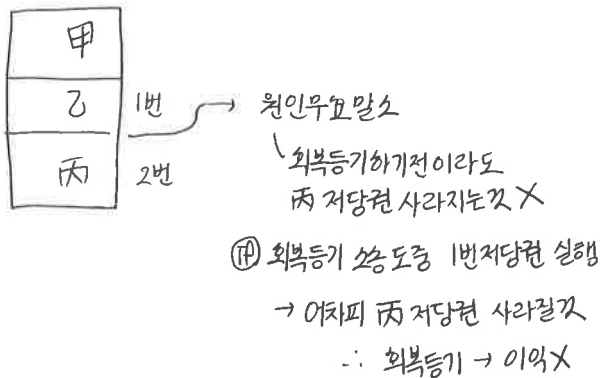 甲
乙 1번
丙 2번
원인무효말소
회복등기하기전이라도
丙 저당권 사라지는것 X
회복등기 소송도중 1번저당권 실행
→ 어차피 丙 저당권 사라질것
∴ 회복등기 → 이익 X